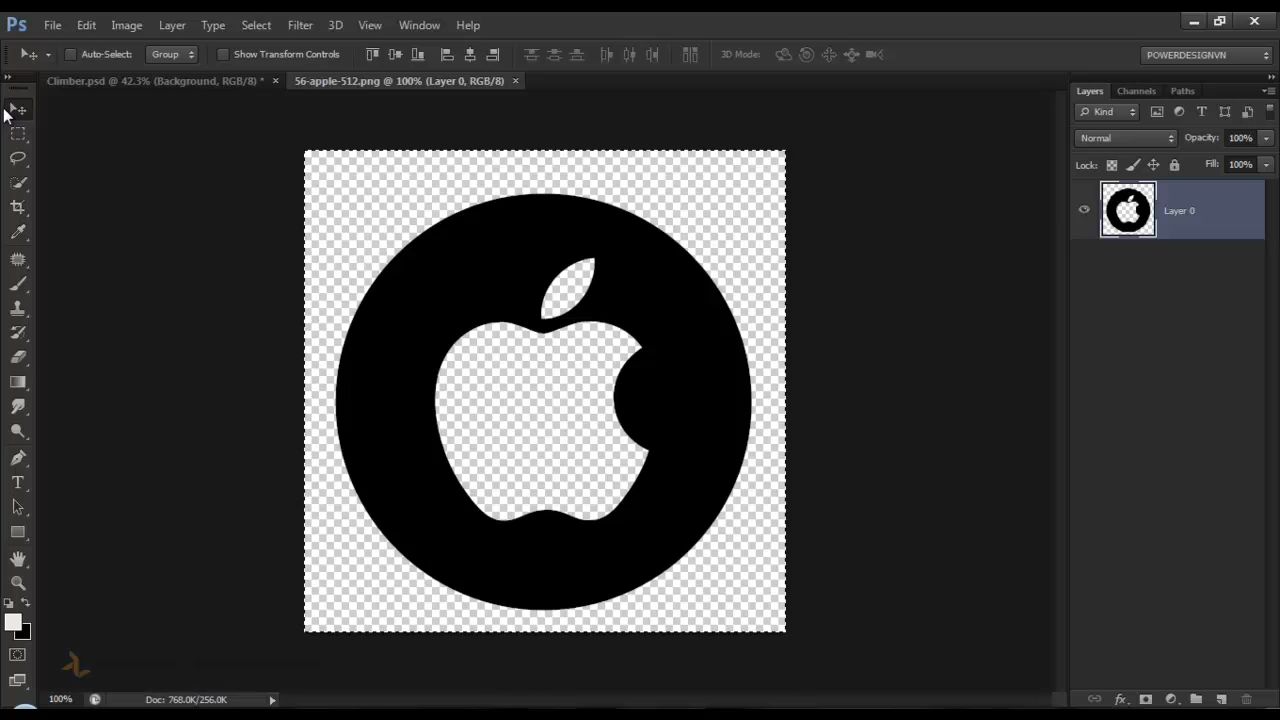 Ps File Edit Image Layer Type Select Filter 3D View Window Help
Auto-Select: Group Show Transform Controls 3D Mode: POWERDESIGNVN
Climber.psd @ 42.3% (Background, RGB/8) * × 56-apple-512.png @ 100% (Layer 0, RGB/8) ×
Layers Channels Paths
Kind T
Normal Opacity: 100%
Lock: Fill: 100%
Layer 0
T
100% Doc: 768.0K/256.0K
fx